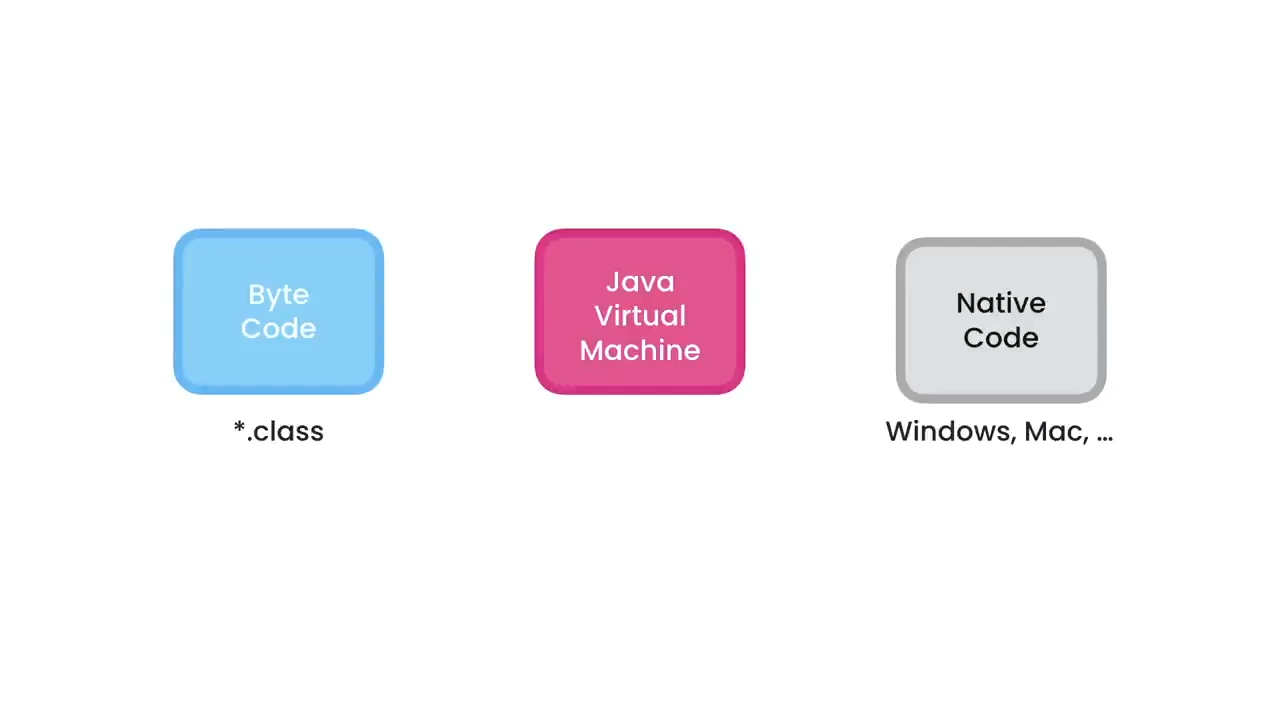 Byte
Code
*.class
Java
Virtual
Machine
Native
Code
Windows, Mac, ...